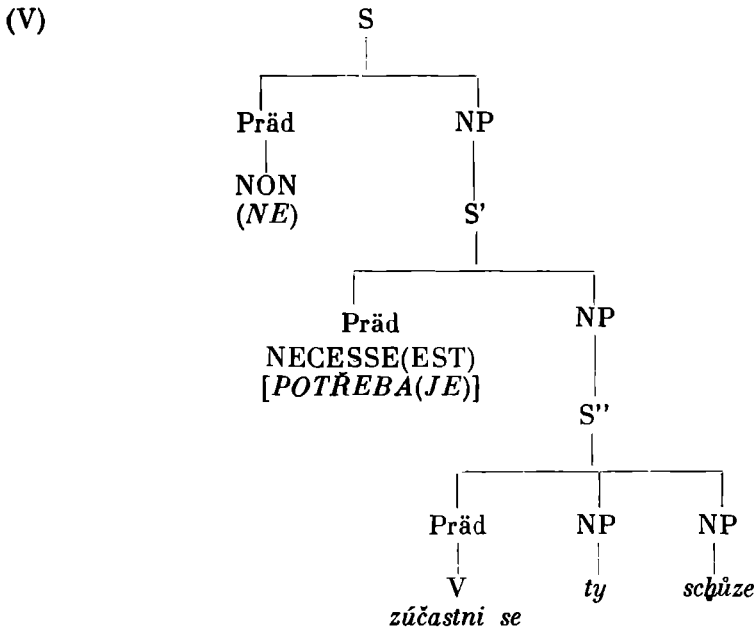 (V) S
Präd NP
NON
(NE) S'
Präd NP
NECESSE(EST)
[POTŘEBA(JE)]
S''
Präd NP NP
V ty schůze
zúčastni se